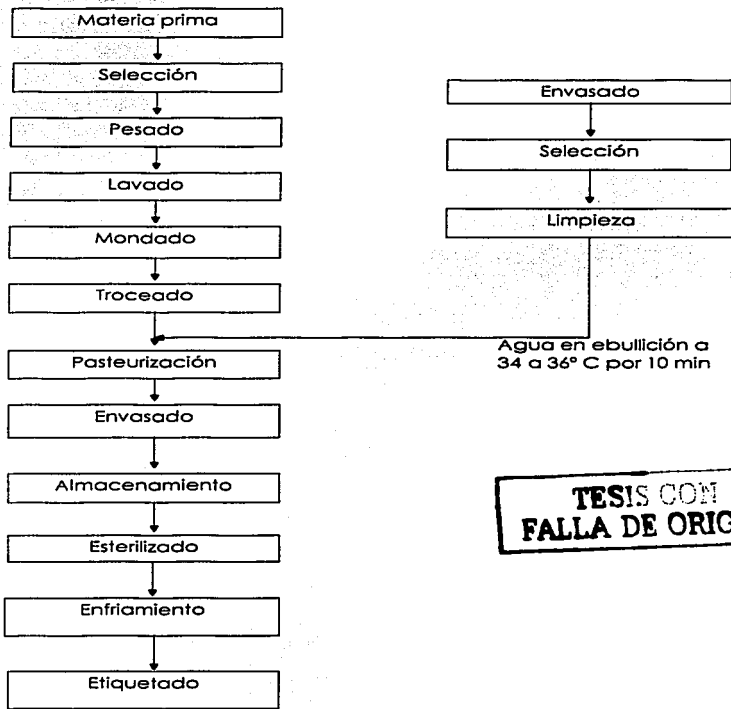 Materia prima
Selección
Pesado
Lavado
Mondado
Troceado
Pasteurización
Envasado
Almacenamiento
Esterilizado
Enfriamiento
Etiquetado
Envasado
Selección
Limpieza
Agua en ebullición a
34 a 36º C por 10 min
TESIS CON
FALLA DE ORIG